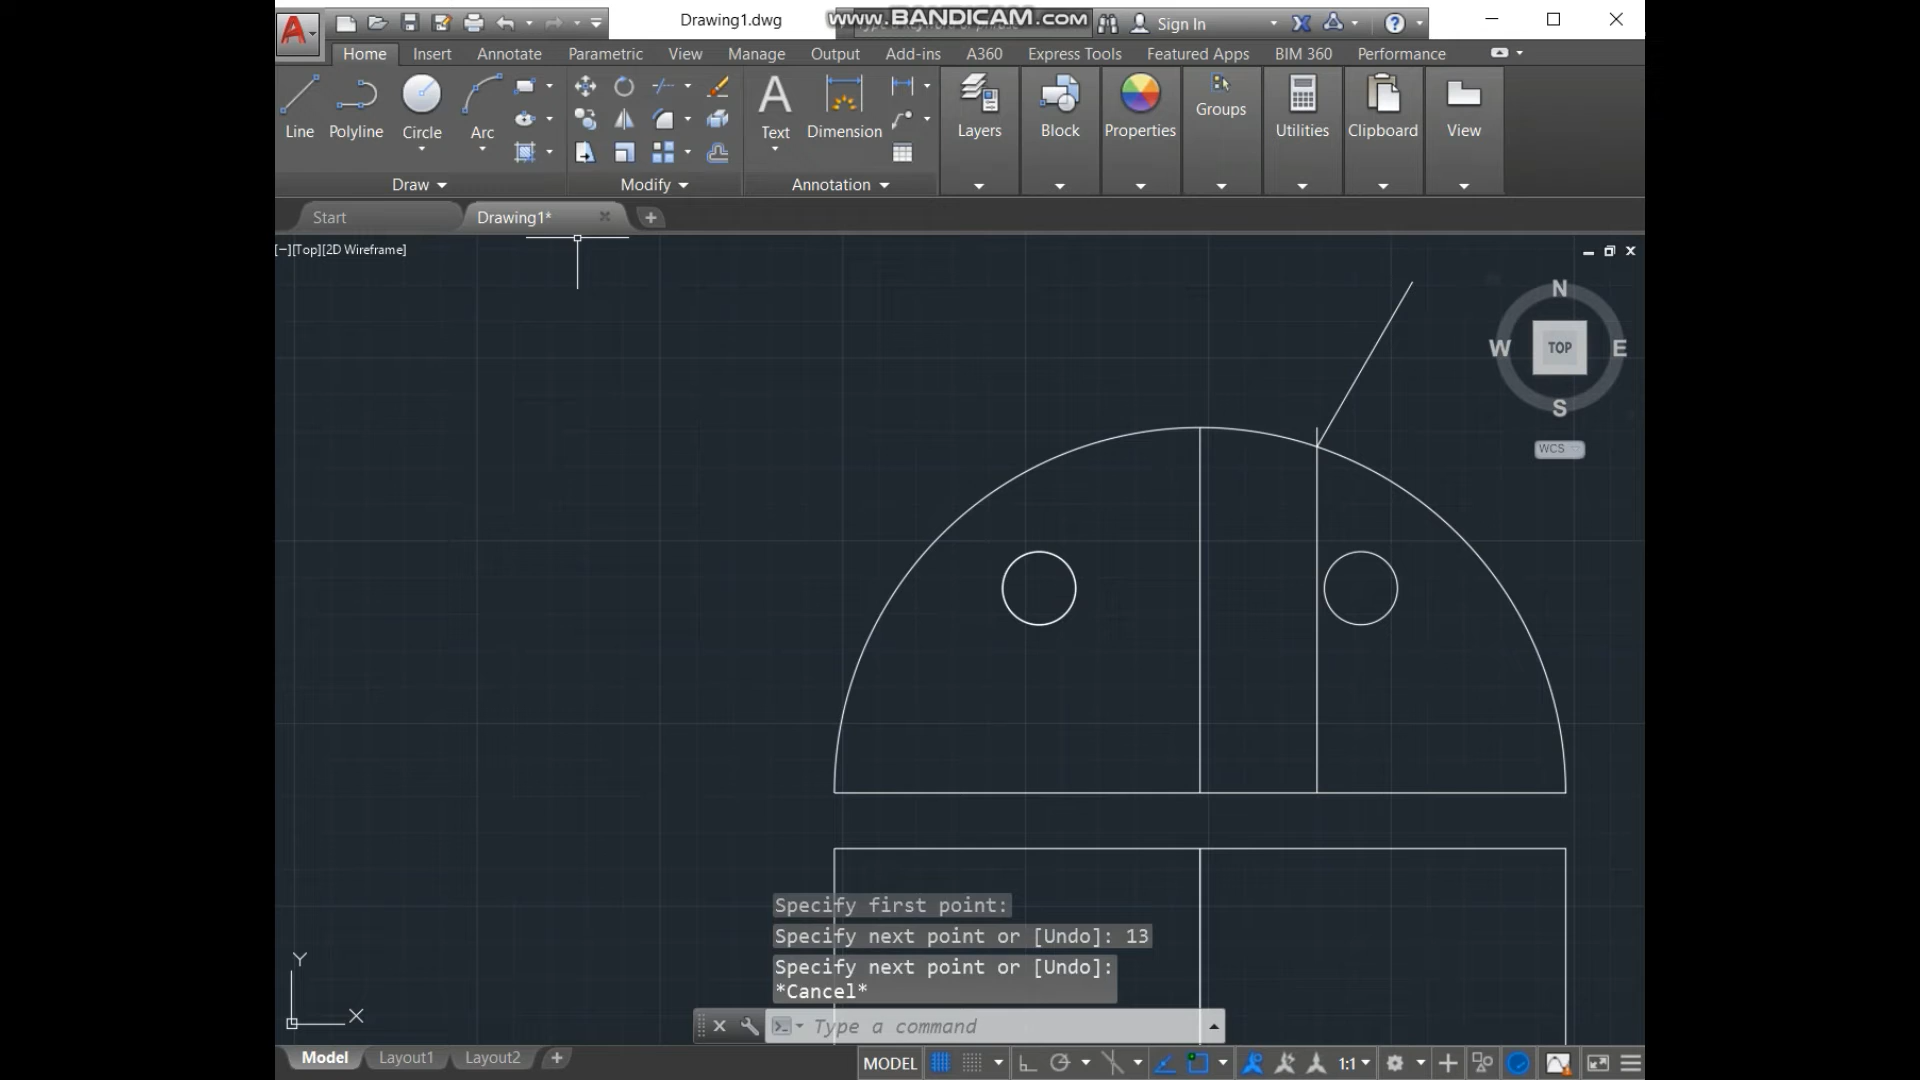 Drawing1.dwg
WWW.BANDICAM.COM
Sign In
Home Insert Annotate Parametric View Manage Output Add-ins A360 Express Tools Featured Apps BIM 360 Performance
Line Polyline Circle Arc Text Dimension Layers Block Properties Groups Utilities Clipboard View
Draw Modify Annotation
Start Drawing1*
[−][Top][2D Wireframe]
N
W TOP E
S
WCS
Specify first point:
Specify next point or [Undo]: 13
Specify next point or [Undo]:
*Cancel*
Y
X
Type a command
Model Layout1 Layout2 MODEL 1:1